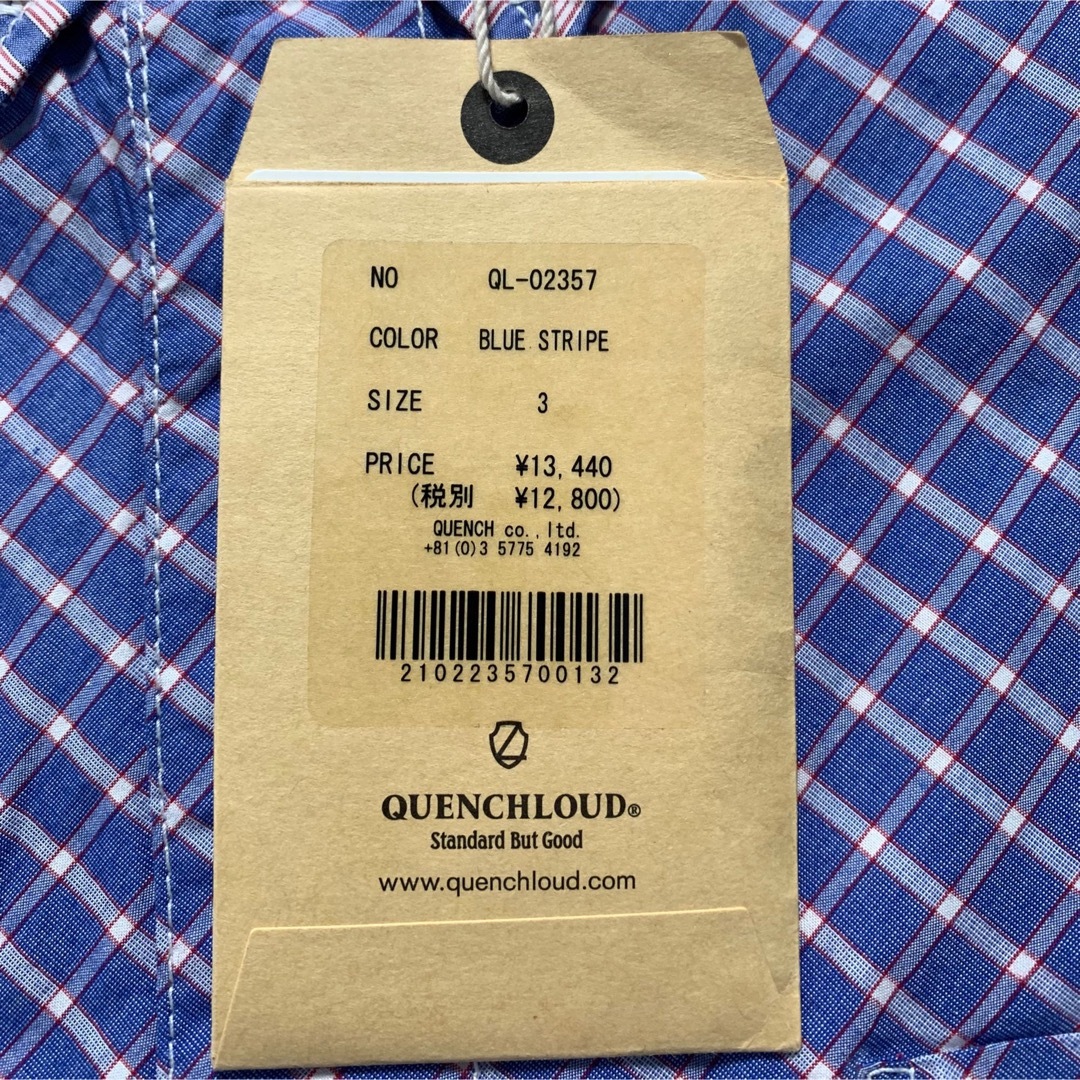 NO QL-02357
COLOR BLUE STRIPE
SIZE 3
PRICE ¥13,440
(税別 ¥12,800)
QUENCH co.,ltd.
+81(0)3 5775 4192
2102235700132
QUENCHLOUD®
Standard But Good
www.quenchloud.com